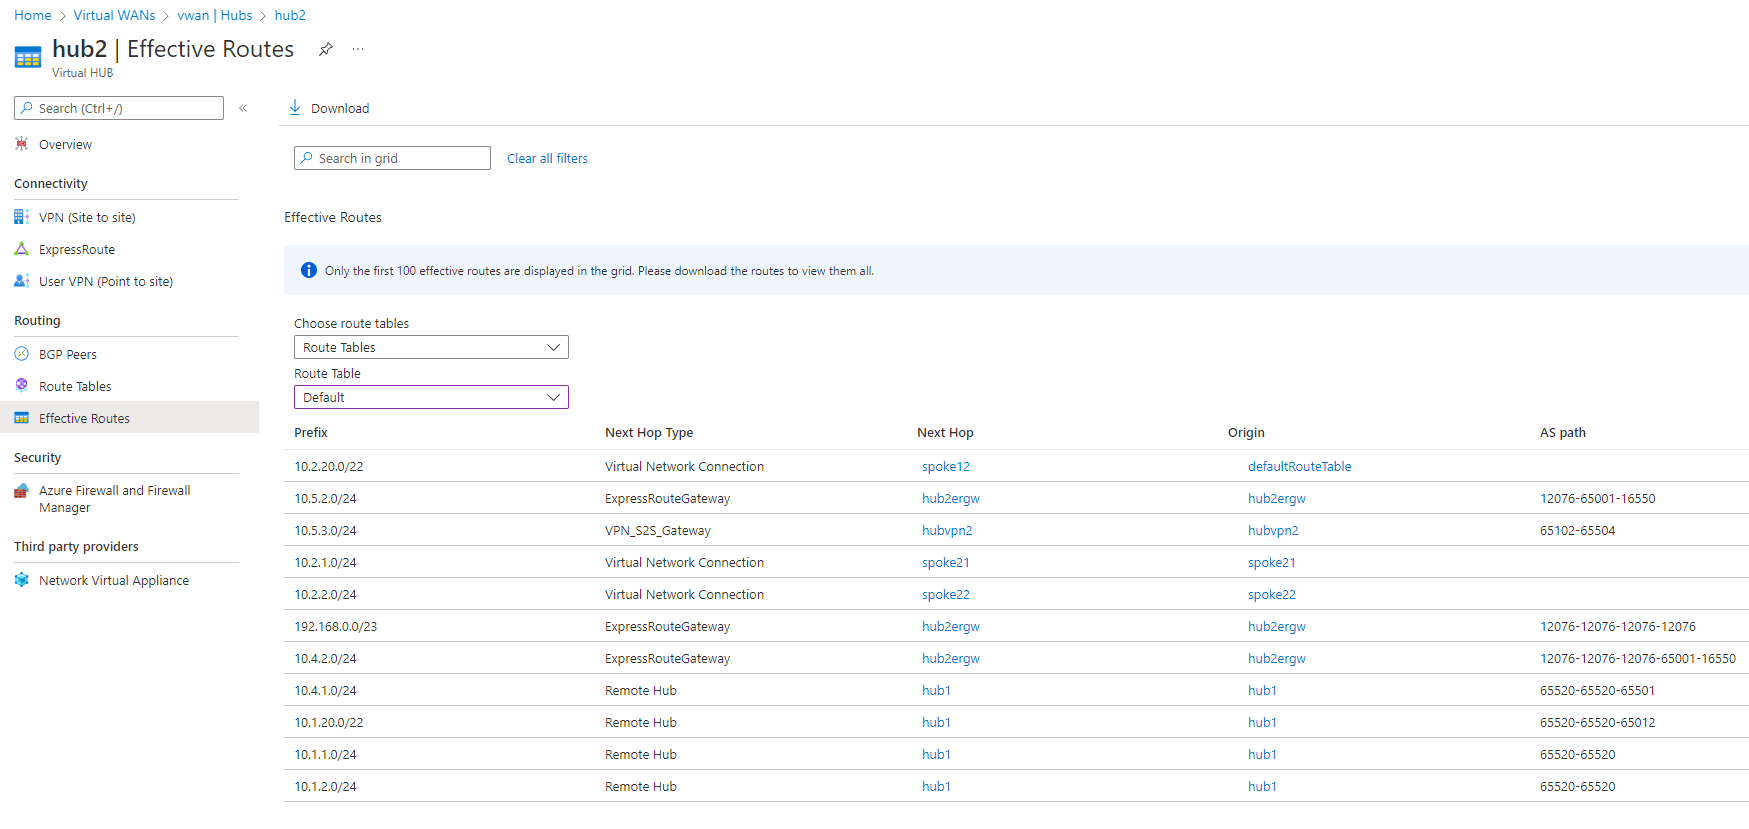 Home > Virtual WANs > vwan | Hubs > hub2
hub2 | Effective Routes
Virtual HUB
Search (Ctrl+/)
«
Overview
Connectivity
VPN (Site to site)
ExpressRoute
User VPN (Point to site)
Routing
BGP Peers
Route Tables
Effective Routes
Security
Azure Firewall and Firewall
Manager
Third party providers
Network Virtual Appliance
Download
Search in grid Clear all filters
Effective Routes
Only the first 100 effective routes are displayed in the grid. Please download the routes to view them all.
Choose route tables
Route Tables
Route Table
Default
Prefix Next Hop Type Next Hop Origin AS path
10.2.20.0/22 Virtual Network Connection spoke12 defaultRouteTable
10.5.2.0/24 ExpressRouteGateway hub2ergw hub2ergw 12076-65001-16550
10.5.3.0/24 VPN_S2S_Gateway hubvpn2 hubvpn2 65102-65504
10.2.1.0/24 Virtual Network Connection spoke21 spoke21
10.2.2.0/24 Virtual Network Connection spoke22 spoke22
192.168.0.0/23 ExpressRouteGateway hub2ergw hub2ergw 12076-12076-12076-12076
10.4.2.0/24 ExpressRouteGateway hub2ergw hub2ergw 12076-12076-12076-65001-16550
10.4.1.0/24 Remote Hub hub1 hub1 65520-65520-65501
10.1.20.0/22 Remote Hub hub1 hub1 65520-65520-65012
10.1.1.0/24 Remote Hub hub1 hub1 65520-65520
10.1.2.0/24 Remote Hub hub1 hub1 65520-65520